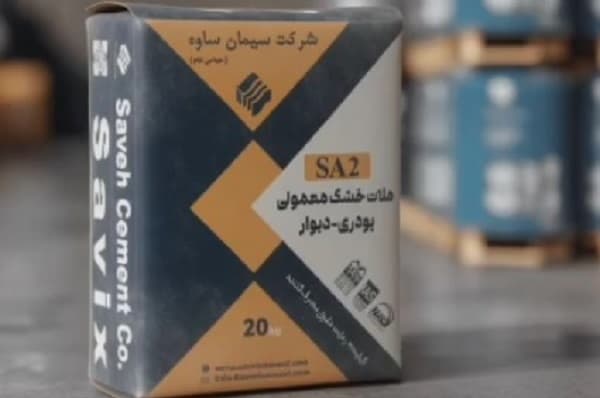 شرکت سیمان ساوه
(سهامی عام)
SA2
ملات خشک معمولی
پودری-دیوار
20
Saveh Cement Co.
Savix